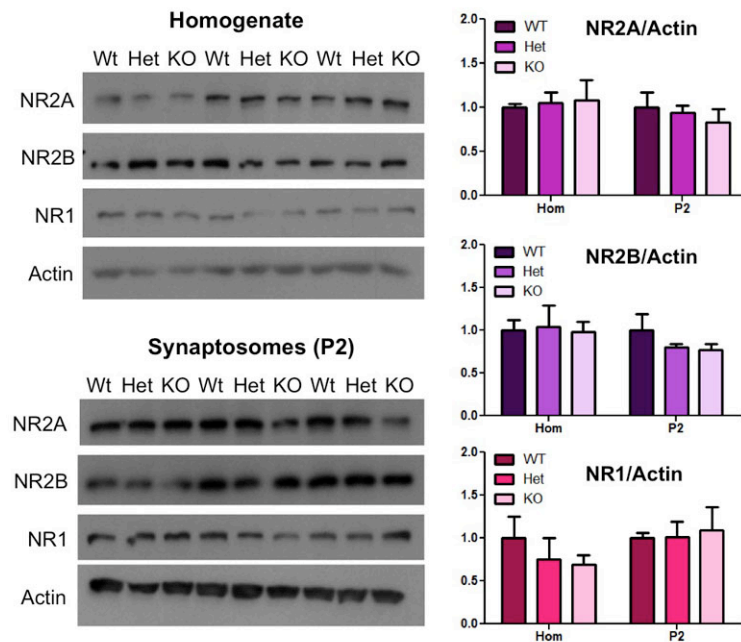 Homogenate
Wt Het KO Wt Het KO Wt Het KO
NR2A
NR2B
NR1
Actin
Synaptosomes (P2)
Wt Het KO Wt Het KO Wt Het KO
NR2A
NR2B
NR1
Actin
NR2A/Actin
WT
Het
KO
2.0
1.5
1.0
0.5
0.0
Hom P2
NR2B/Actin
WT
Het
KO
2.0
1.5
1.0
0.5
0.0
Hom P2
NR1/Actin
WT
Het
KO
2.0
1.5
1.0
0.5
0.0
Hom P2